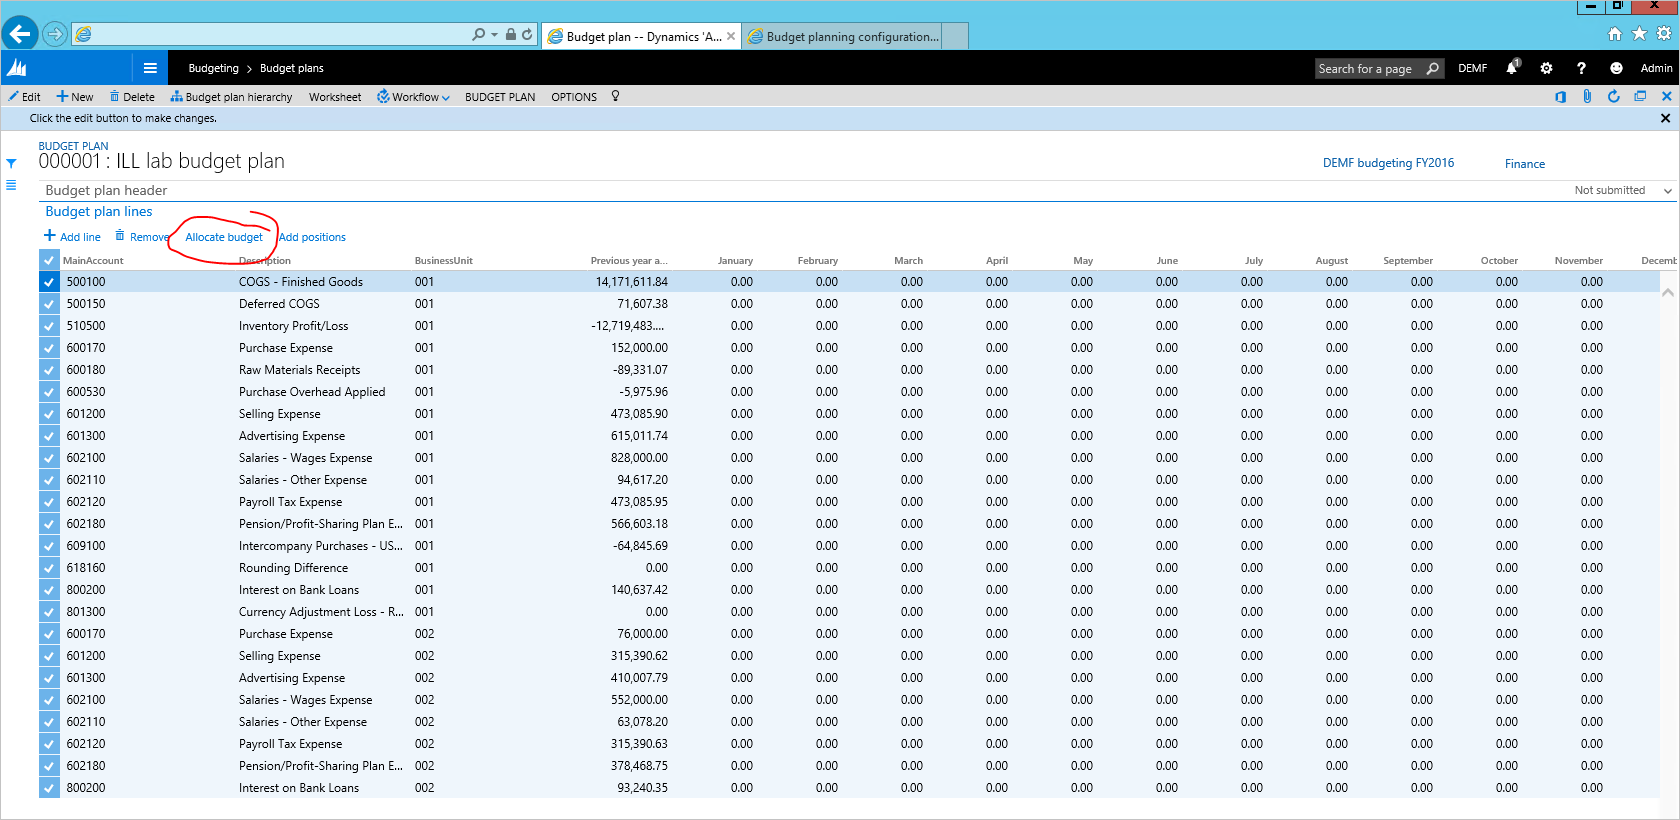 Budget plan -- Dynamics 'A... Budget planning configuration...
Budgeting > Budget plans Search for a page DEMF 1 ? Admin
Edit New Delete Budget plan hierarchy Worksheet Workflow BUDGET PLAN OPTIONS
Click the edit button to make changes.
BUDGET PLAN
000001 : ILL lab budget plan DEMF budgeting FY2016 Finance
Budget plan header Not submitted
Budget plan lines
Add line Remove Allocate budget Add positions
MainAccount Description BusinessUnit Previous year a... January February March April May June July August September October November Decemb
500100 COGS - Finished Goods 001 14,171,611.84 0.00 0.00 0.00 0.00 0.00 0.00 0.00 0.00 0.00 0.00 0.00
500150 Deferred COGS 001 71,607.38 0.00 0.00 0.00 0.00 0.00 0.00 0.00 0.00 0.00 0.00 0.00
510500 Inventory Profit/Loss 001 -12,719,483.... 0.00 0.00 0.00 0.00 0.00 0.00 0.00 0.00 0.00 0.00 0.00
600170 Purchase Expense 001 152,000.00 0.00 0.00 0.00 0.00 0.00 0.00 0.00 0.00 0.00 0.00 0.00
600180 Raw Materials Receipts 001 -89,331.07 0.00 0.00 0.00 0.00 0.00 0.00 0.00 0.00 0.00 0.00 0.00
600530 Purchase Overhead Applied 001 -5,975.96 0.00 0.00 0.00 0.00 0.00 0.00 0.00 0.00 0.00 0.00 0.00
601200 Selling Expense 001 473,085.90 0.00 0.00 0.00 0.00 0.00 0.00 0.00 0.00 0.00 0.00 0.00
601300 Advertising Expense 001 615,011.74 0.00 0.00 0.00 0.00 0.00 0.00 0.00 0.00 0.00 0.00 0.00
602100 Salaries - Wages Expense 001 828,000.00 0.00 0.00 0.00 0.00 0.00 0.00 0.00 0.00 0.00 0.00 0.00
602110 Salaries - Other Expense 001 94,617.20 0.00 0.00 0.00 0.00 0.00 0.00 0.00 0.00 0.00 0.00 0.00
602120 Payroll Tax Expense 001 473,085.95 0.00 0.00 0.00 0.00 0.00 0.00 0.00 0.00 0.00 0.00 0.00
602180 Pension/Profit-Sharing Plan E... 001 566,603.18 0.00 0.00 0.00 0.00 0.00 0.00 0.00 0.00 0.00 0.00 0.00
609100 Intercompany Purchases - US... 001 -64,845.69 0.00 0.00 0.00 0.00 0.00 0.00 0.00 0.00 0.00 0.00 0.00
618160 Rounding Difference 001 0.00 0.00 0.00 0.00 0.00 0.00 0.00 0.00 0.00 0.00 0.00 0.00
800200 Interest on Bank Loans 001 140,637.42 0.00 0.00 0.00 0.00 0.00 0.00 0.00 0.00 0.00 0.00 0.00
801300 Currency Adjustment Loss - R... 001 0.00 0.00 0.00 0.00 0.00 0.00 0.00 0.00 0.00 0.00 0.00 0.00
600170 Purchase Expense 002 76,000.00 0.00 0.00 0.00 0.00 0.00 0.00 0.00 0.00 0.00 0.00 0.00
601200 Selling Expense 002 315,390.62 0.00 0.00 0.00 0.00 0.00 0.00 0.00 0.00 0.00 0.00 0.00
601300 Advertising Expense 002 410,007.79 0.00 0.00 0.00 0.00 0.00 0.00 0.00 0.00 0.00 0.00 0.00
602100 Salaries - Wages Expense 002 552,000.00 0.00 0.00 0.00 0.00 0.00 0.00 0.00 0.00 0.00 0.00 0.00
602110 Salaries - Other Expense 002 63,078.20 0.00 0.00 0.00 0.00 0.00 0.00 0.00 0.00 0.00 0.00 0.00
602120 Payroll Tax Expense 002 315,390.63 0.00 0.00 0.00 0.00 0.00 0.00 0.00 0.00 0.00 0.00 0.00
602180 Pension/Profit-Sharing Plan E... 002 378,468.75 0.00 0.00 0.00 0.00 0.00 0.00 0.00 0.00 0.00 0.00 0.00
800200 Interest on Bank Loans 002 93,240.35 0.00 0.00 0.00 0.00 0.00 0.00 0.00 0.00 0.00 0.00 0.00